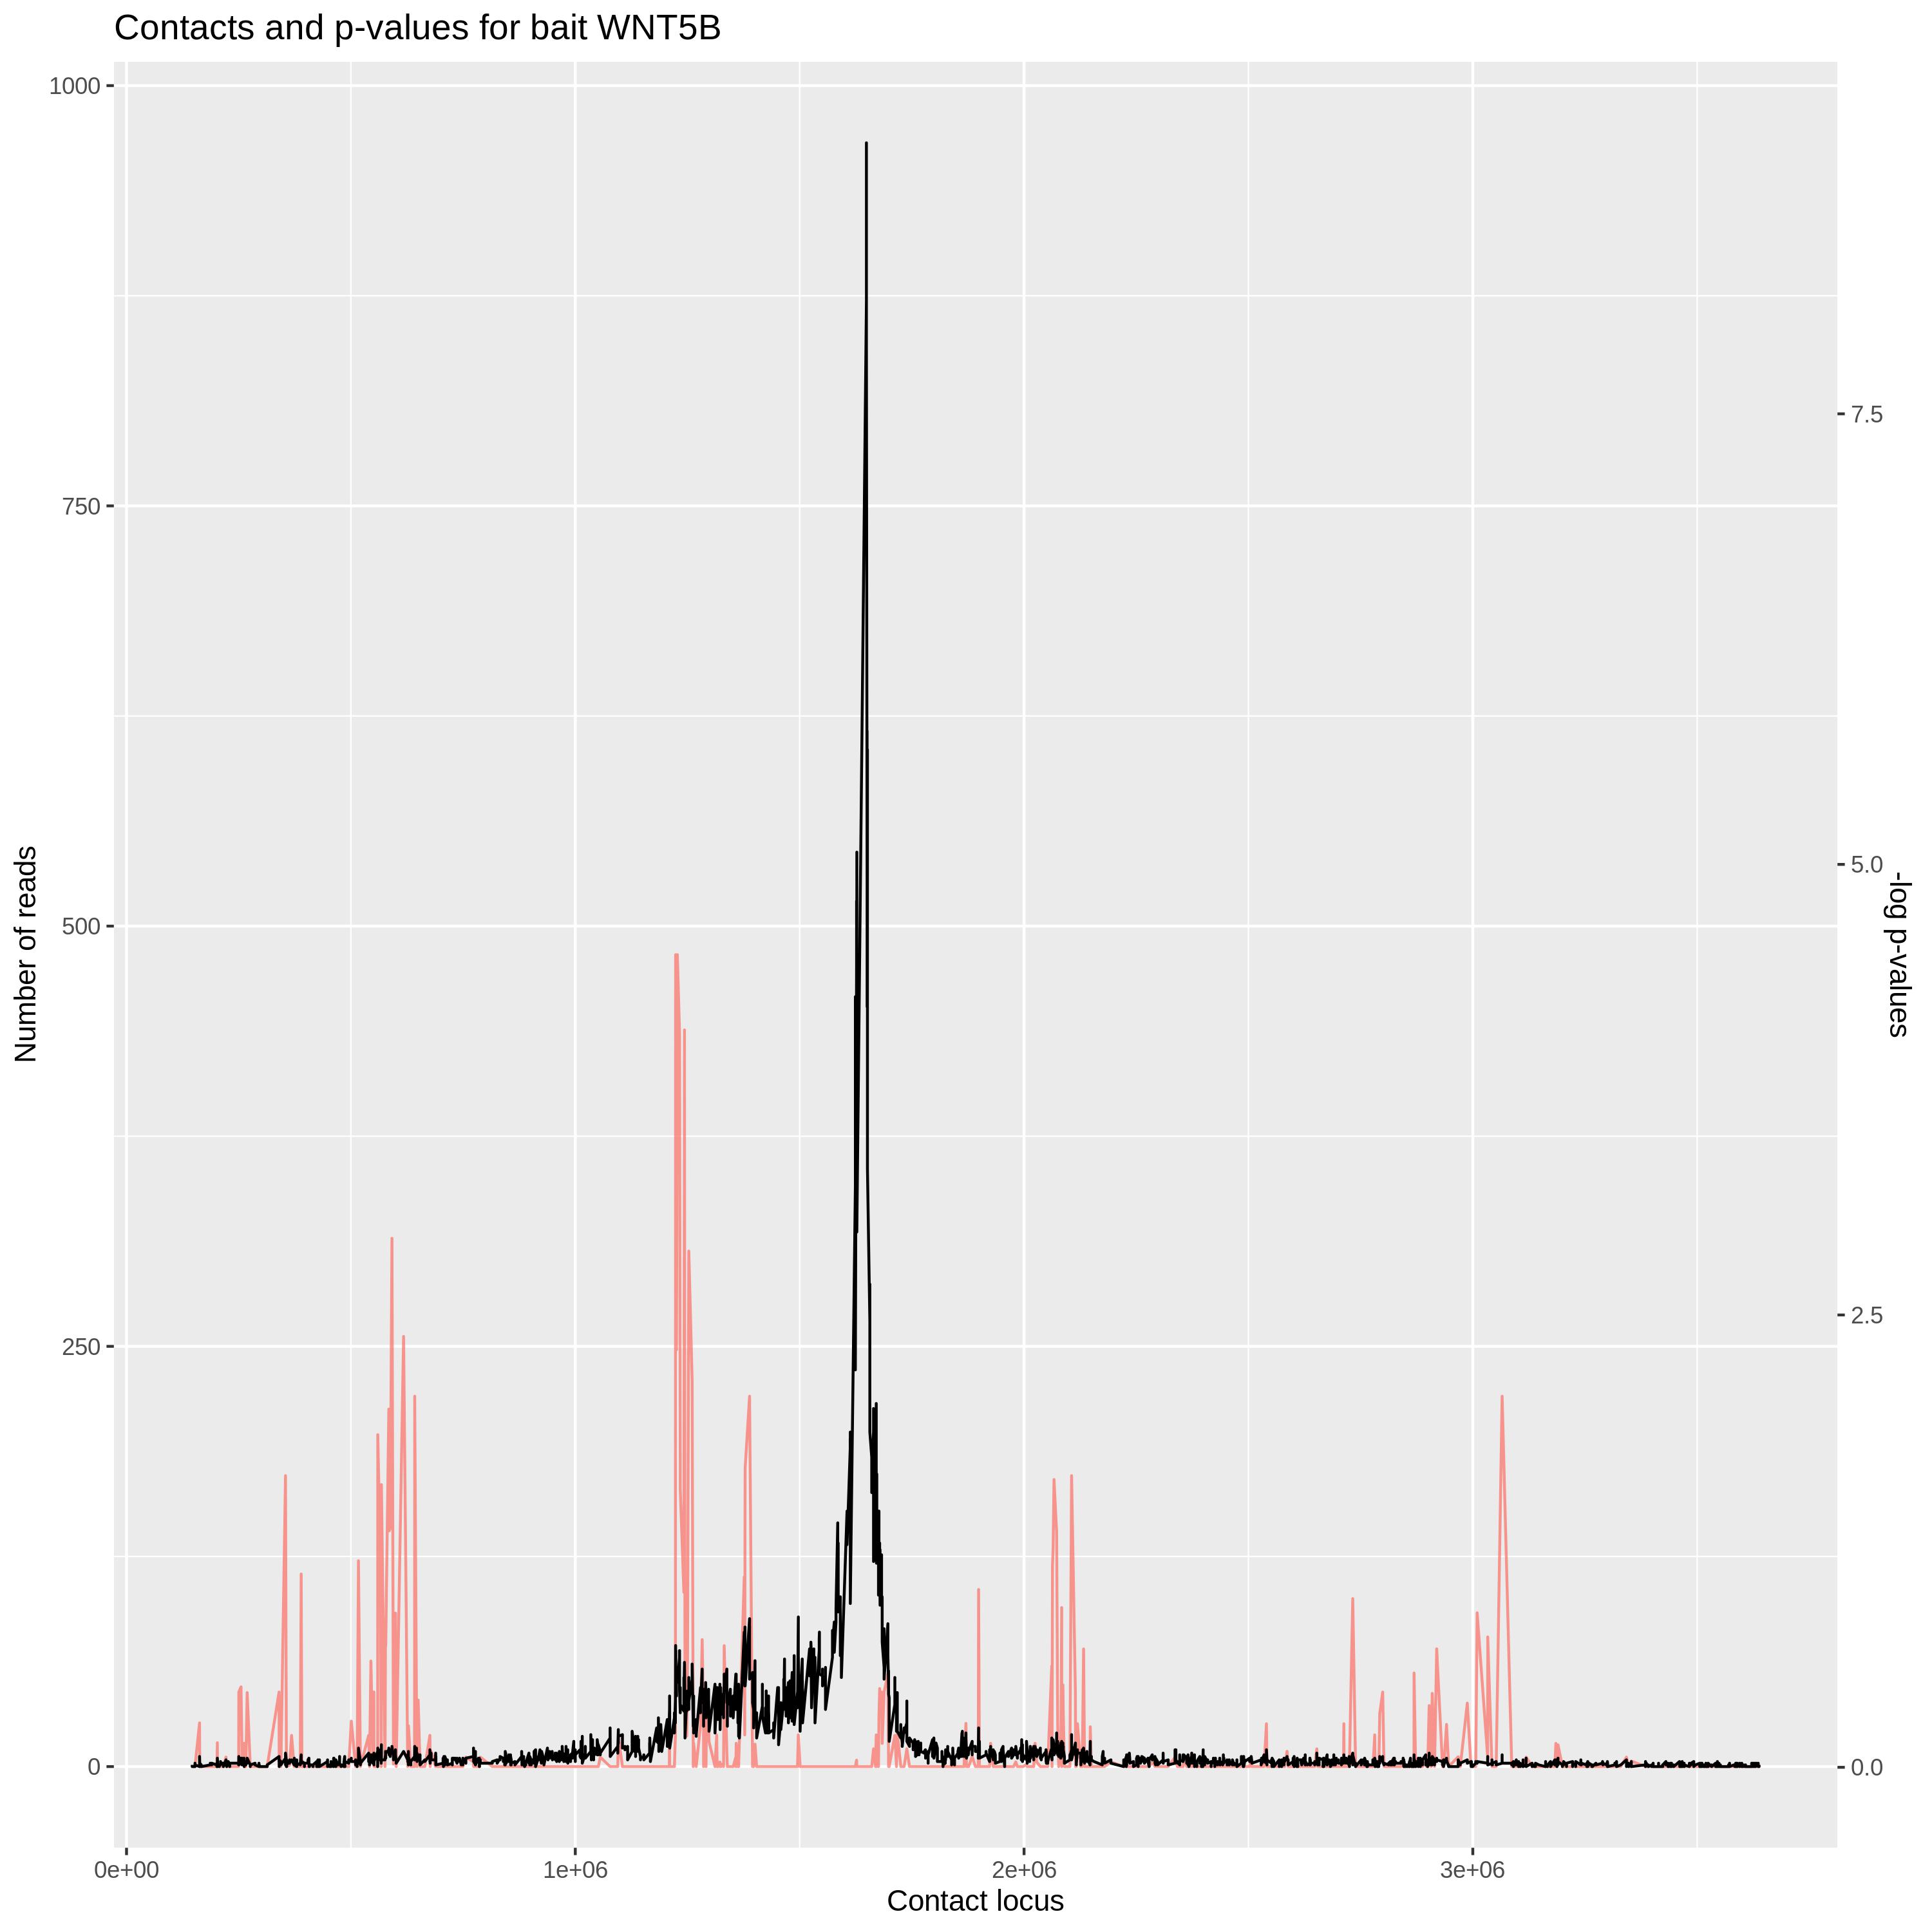 Contacts and p-values for bait WNT5B
1000
750
500
250
0
Number of reads
7.5
5.0
2.5
0.0
-log p-values
0e+00 1e+06 2e+06 3e+06
Contact locus